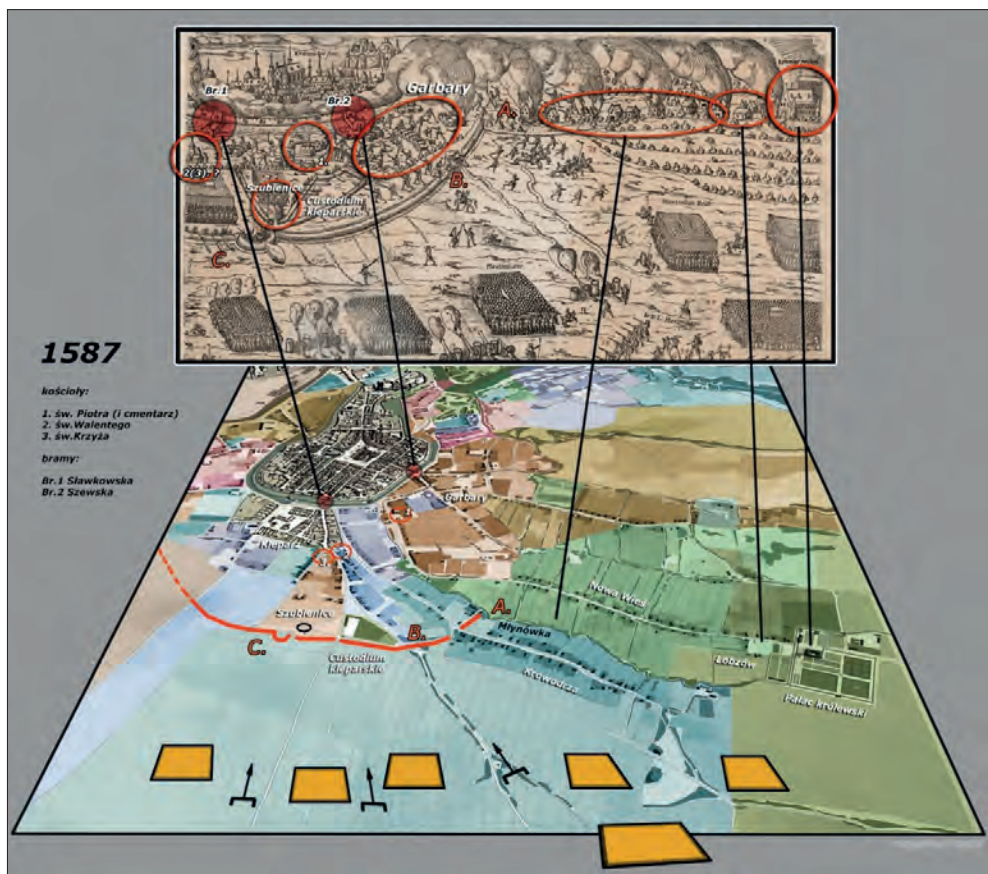 Br.1
Br.2
Garbary
A.
2(3).?
1.
Szubienice
Custodium
kleparskie
B.
C.
1587
kościoły:
1. św. Piotra (i cmentarz)
2. św.Walentego
3. św.Krzyża
bramy:
Br.1 Sławkowska
Br.2 Szewska
Garbary
Kleparz
Nowa Wieś
A.
Szubienice
B.
Młynówka
C.
Custodium
kleparskie
Krowodrza
Łobzów
Pałac królewski